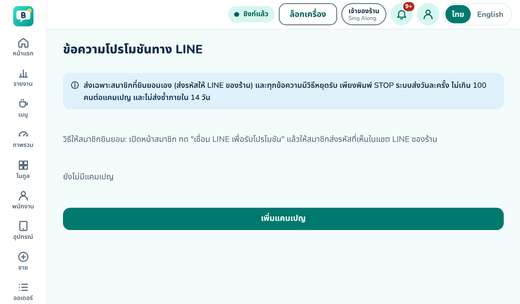 B
ซิงก์แล้ว
ล็อกเครื่อง
เจ้าของร้าน
Sing Along
9+
ไทย
English
หน้าแรก
รายงาน
เมนู
ภาพรวม
โมดูล
พนักงาน
อุปกรณ์
ขาย
ออเดอร์
ข้อความโปรโมชันทาง LINE
ส่งเฉพาะสมาชิกที่ยินยอมเอง (ส่งรหัสให้ LINE ของร้าน) และทุกข้อความมีวิธีหยุดรับ เพียงพิมพ์ STOP ระบบส่งวันละครั้ง ไม่เกิน 100
คนต่อแคมเปญ และไม่ส่งซ้ำภายใน 14 วัน
วิธีให้สมาชิกยินยอม: เปิดหน้าสมาชิก กด "เชื่อม LINE เพื่อรับโปรโมชัน" แล้วให้สมาชิกส่งรหัสที่เห็นในแชต LINE ของร้าน
ยังไม่มีแคมเปญ
เพิ่มแคมเปญ